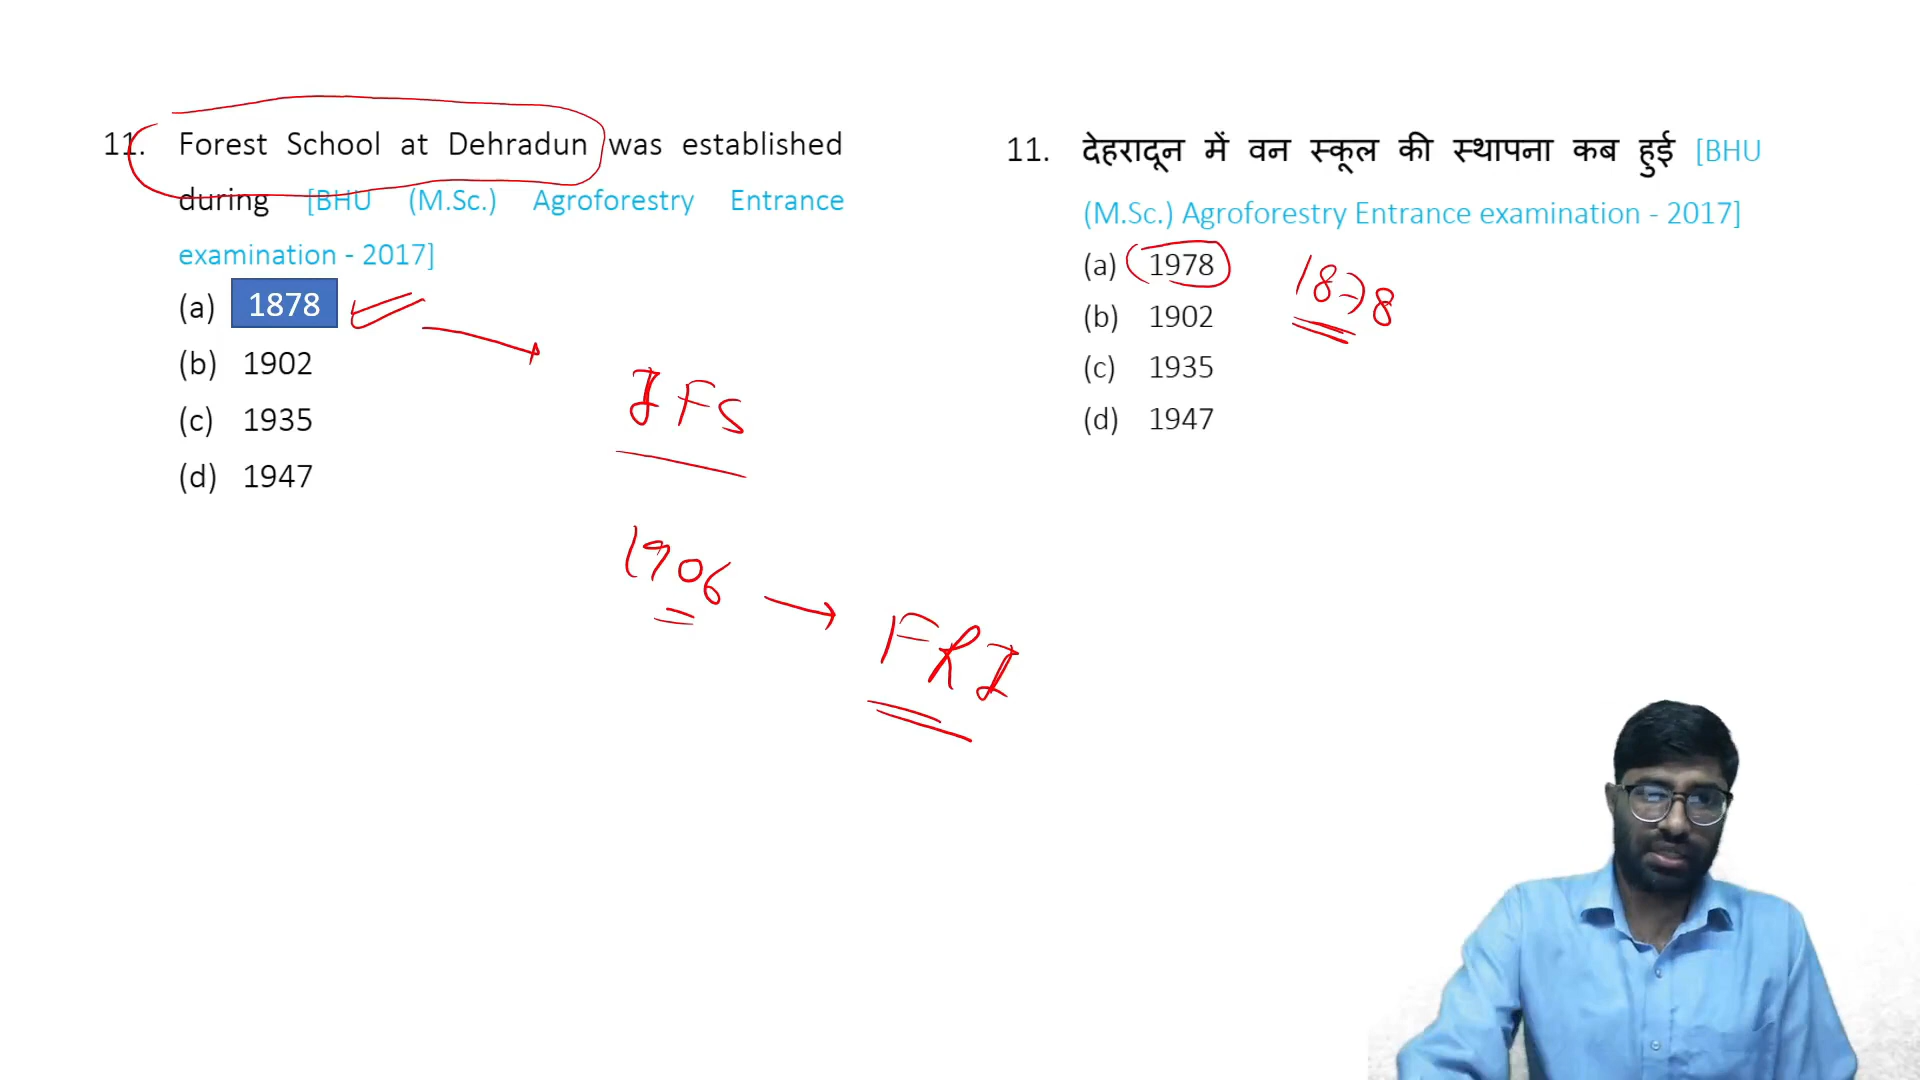 11. Forest School at Dehradun was established
during [BHU (M.Sc.) Agroforestry Entrance
examination - 2017]
(a) 1878
(b) 1902
(c) 1935
(d) 1947
IFS
1906 → FRI
11. देहरादून में वन स्कूल की स्थापना कब हुई [BHU
(M.Sc.) Agroforestry Entrance examination - 2017]
(a) 1978
1878
(b) 1902
(c) 1935
(d) 1947